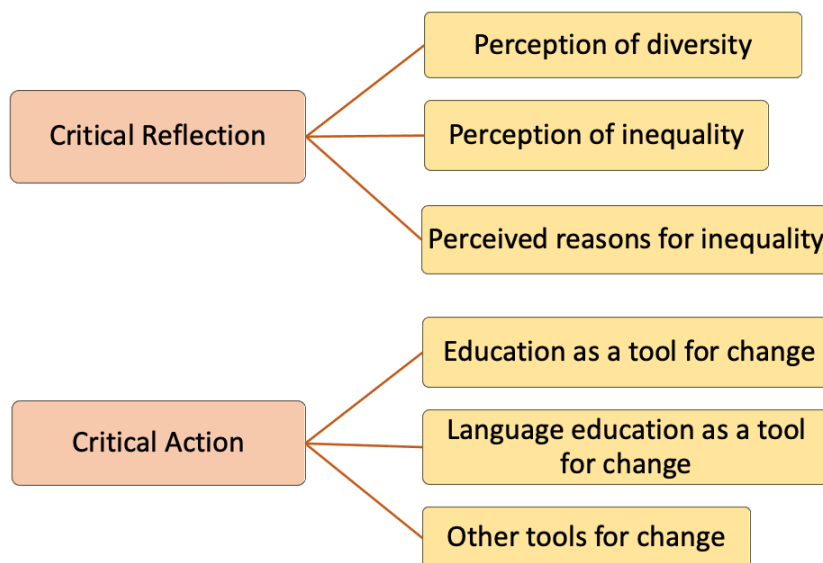 Critical Reflection
Perception of diversity
Perception of inequality
Perceived reasons for inequality
Critical Action
Education as a tool for change
Language education as a tool
for change
Other tools for change